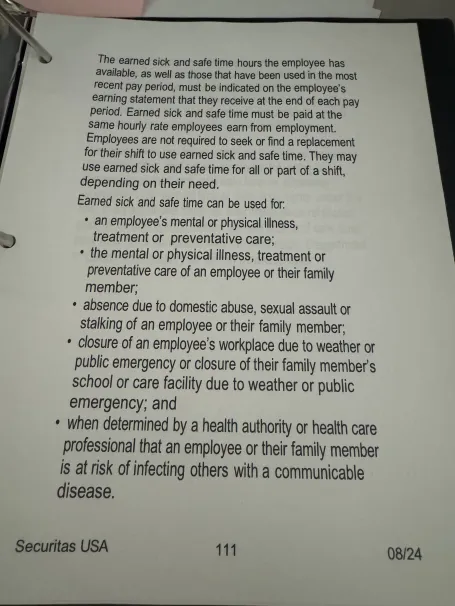 The earned sick and safe time hours the employee has
available, as well as those that have been used in the most
recent pay period, must be indicated on the employee's
earning statement that they receive at the end of each pay
period. Earned sick and safe time must be paid at the
same hourly rate employees earn from employment.
Employees are not required to seek or find a replacement
for their shift to use earned sick and safe time. They may
use earned sick and safe time for all or part of a shift,
depending on their need.
Earned sick and safe time can be used for:
• an employee's mental or physical illness,
treatment or preventative care;
• the mental or physical illness, treatment or
preventative care of an employee or their family
member;
• absence due to domestic abuse, sexual assault or
stalking of an employee or their family member;
• closure of an employee's workplace due to weather or
public emergency or closure of their family member's
school or care facility due to weather or public
emergency; and
• when determined by a health authority or health care
professional that an employee or their family member
is at risk of infecting others with a communicable
disease.
Securitas USA
111
08/24